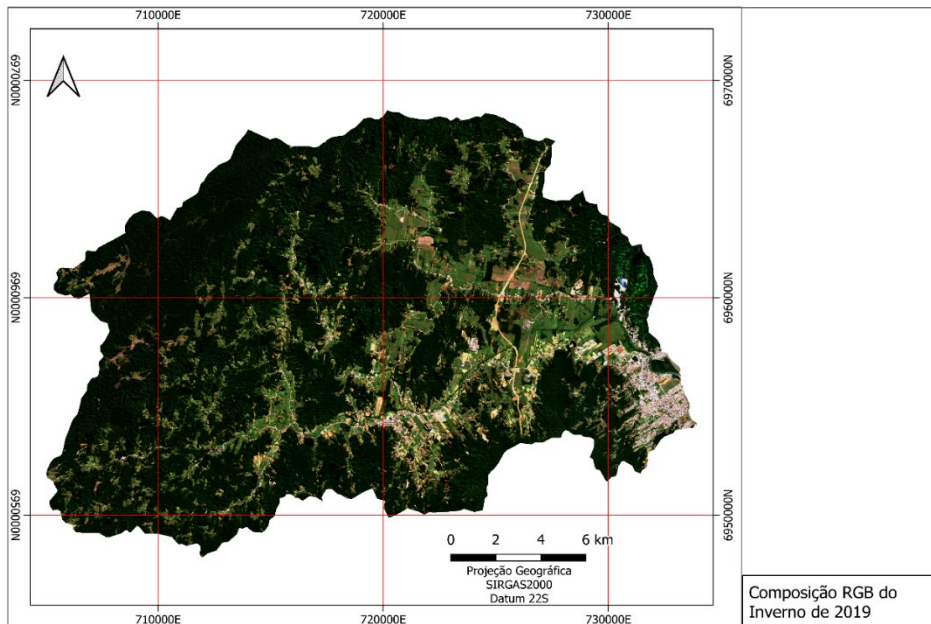 710000E 720000E 730000E
6970000N 6970000N
6960000N 6960000N
6950000N 6950000N
0 2 4 6 km
Projeção Geográfica
SIRGAS2000
Datum 22S
710000E 720000E 730000E
Composição RGB do
Inverno de 2019